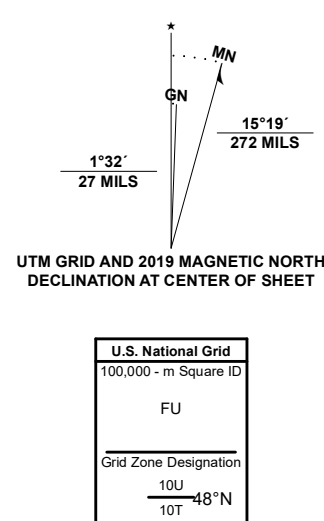 ★
MN
GN
15°19´
272 MILS
1°32´
27 MILS
UTM GRID AND 2019 MAGNETIC NORTH
DECLINATION AT CENTER OF SHEET
U.S. National Grid
100,000 - m Square ID
FU
Grid Zone Designation
10U
48°N
10T